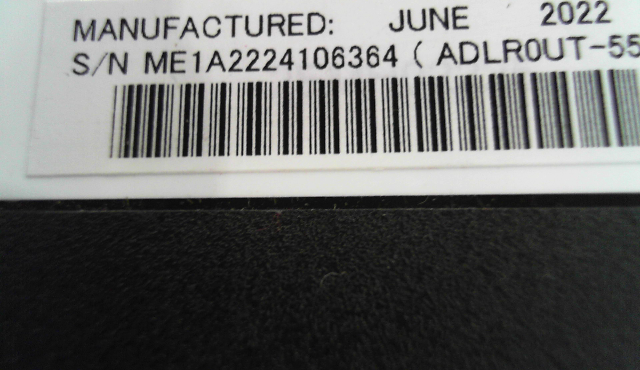 MANUFACTURED: JUNE 2022
S/N ME1A2224106364 ( ADLR0UT-55